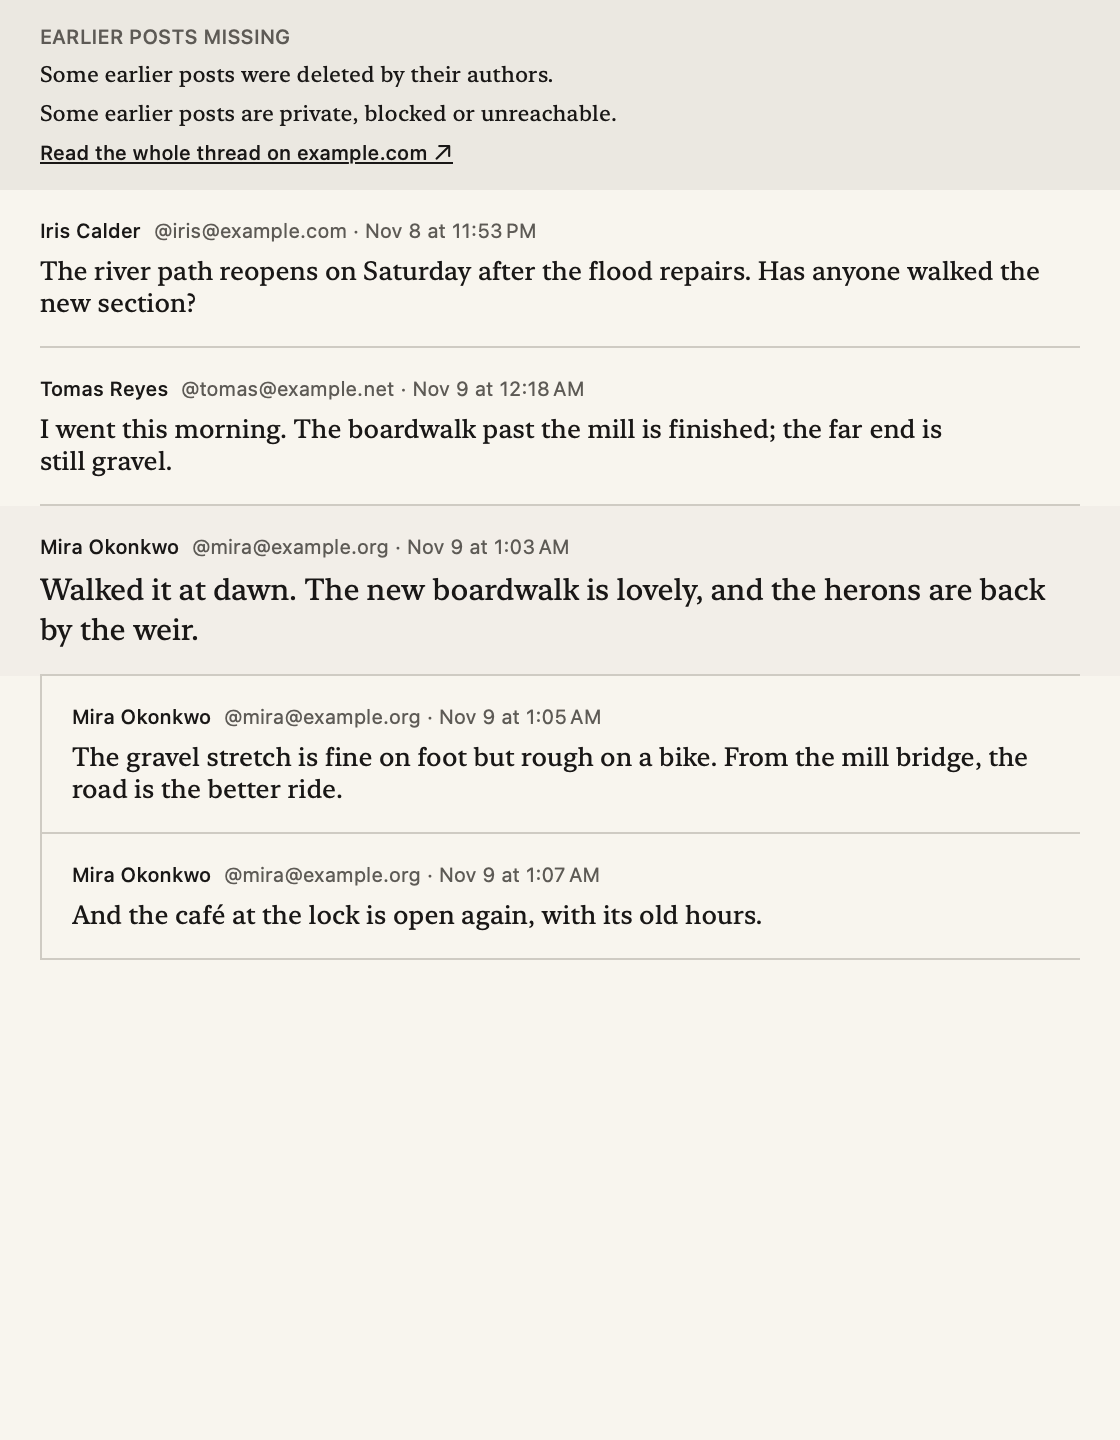 EARLIER POSTS MISSING
Some earlier posts were deleted by their authors.
Some earlier posts are private, blocked or unreachable.
Read the whole thread on example.com ↗
Iris Calder @iris@example.com · Nov 8 at 11:53 PM
The river path reopens on Saturday after the flood repairs. Has anyone walked the
new section?
Tomas Reyes @tomas@example.net · Nov 9 at 12:18 AM
I went this morning. The boardwalk past the mill is finished; the far end is
still gravel.
Mira Okonkwo @mira@example.org · Nov 9 at 1:03 AM
Walked it at dawn. The new boardwalk is lovely, and the herons are back
by the weir.
Mira Okonkwo @mira@example.org · Nov 9 at 1:05 AM
The gravel stretch is fine on foot but rough on a bike. From the mill bridge, the
road is the better ride.
Mira Okonkwo @mira@example.org · Nov 9 at 1:07 AM
And the café at the lock is open again, with its old hours.